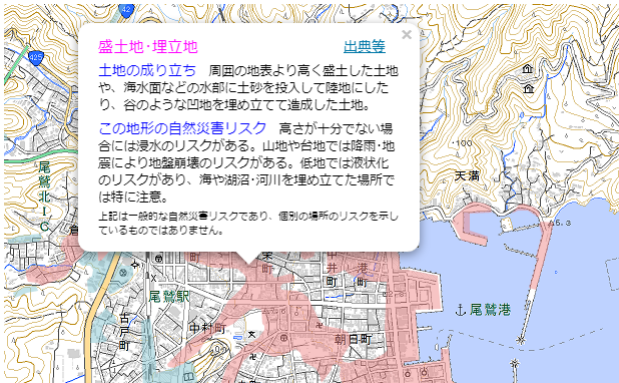 42
425
盛土地・埋立地
出典等
×
土地の成り立ち　周囲の地表より高く盛土した土地
や、海水面などの水部に土砂を投入して陸地にした
り、谷のような凹地を埋め立てて造成した土地。
この地形の自然災害リスク　高さが十分でない場
合には浸水のリスクがある。山地や台地では降雨・地
震により地盤崩壊のリスクがある。低地では液状化
のリスクがあり、海や湖沼・河川を埋め立てた場所で
は特に注意。
上記は一般的な自然災害リスクであり、個別の場所のリスクを示し
ているものではありません。
・100
天満
尾鷲北IC
倉
5.3
栄町
中井町
港町
尾鷲駅
尾鷲港
古戸町
中村町
朝日町